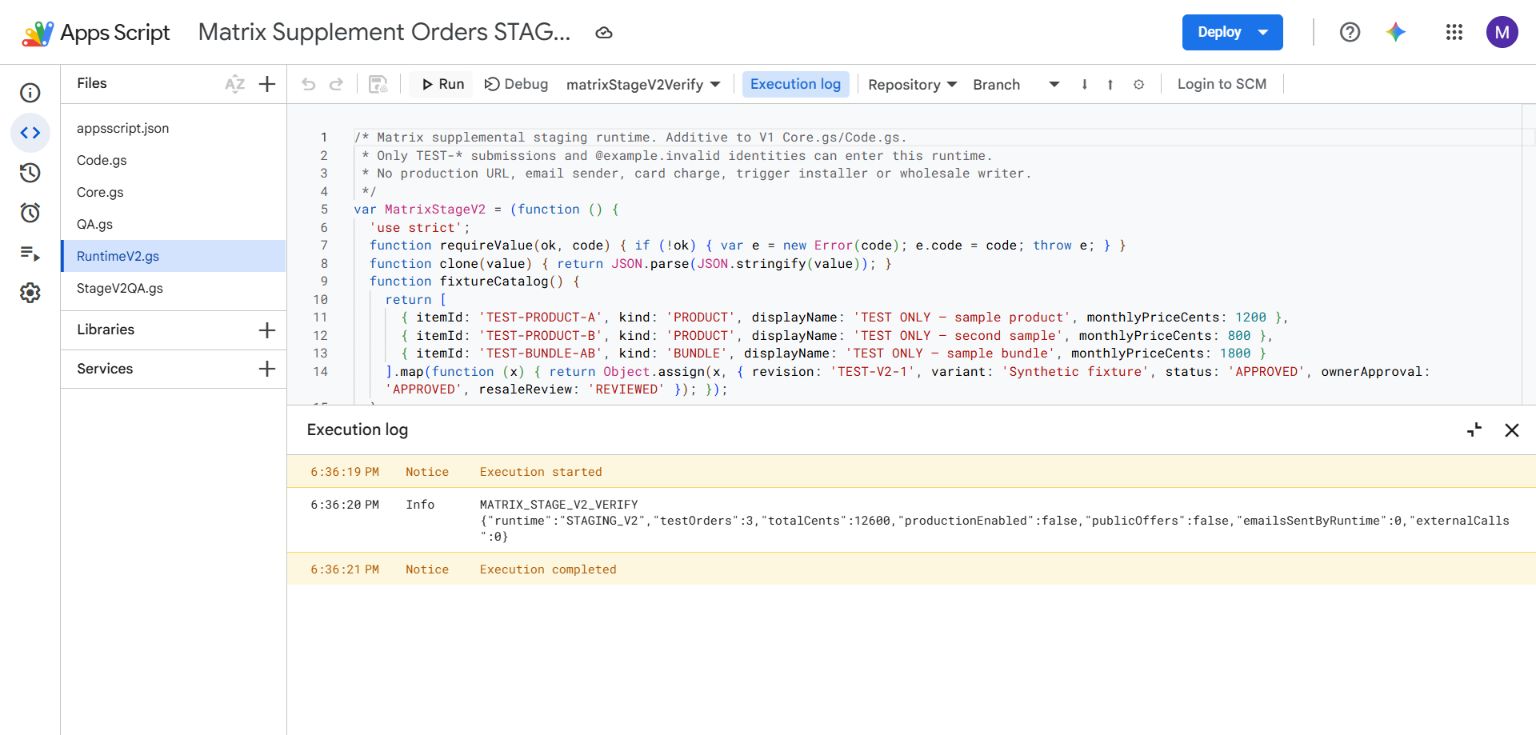 Apps Script
Matrix Supplement Orders STAG...
Deploy
M
Files
Run
Debug
matrixStageV2Verify
Execution log
Repository
Branch
Login to SCM
appsscript.json
Code.gs
Core.gs
QA.gs
RuntimeV2.gs
StageV2QA.gs
Libraries
Services
1 /* Matrix supplemental staging runtime. Additive to V1 Core.gs/Code.gs.
2 * Only TEST-* submissions and @example.invalid identities can enter this runtime.
3 * No production URL, email sender, card charge, trigger installer or wholesale writer.
4 */
5 var MatrixStageV2 = (function () {
6 'use strict';
7 function requireValue(ok, code) { if (!ok) { var e = new Error(code); e.code = code; throw e; } }
8 function clone(value) { return JSON.parse(JSON.stringify(value)); }
9 function fixtureCatalog() {
10 return [
11 { itemId: 'TEST-PRODUCT-A', kind: 'PRODUCT', displayName: 'TEST ONLY — sample product', monthlyPriceCents: 1200 },
12 { itemId: 'TEST-PRODUCT-B', kind: 'PRODUCT', displayName: 'TEST ONLY — second sample', monthlyPriceCents: 800 },
13 { itemId: 'TEST-BUNDLE-AB', kind: 'BUNDLE', displayName: 'TEST ONLY — sample bundle', monthlyPriceCents: 1800 }
14 ].map(function (x) { return Object.assign(x, { revision: 'TEST-V2-1', variant: 'Synthetic fixture', status: 'APPROVED', ownerApproval:
'APPROVED', resaleReview: 'REVIEWED' }); });
Execution log
6:36:19 PM Notice Execution started
6:36:20 PM Info MATRIX_STAGE_V2_VERIFY
{"runtime":"STAGING_V2","testOrders":3,"totalCents":12600,"productionEnabled":false,"publicOffers":false,"emailsSentByRuntime":0,"externalCalls
":0}
6:36:21 PM Notice Execution completed